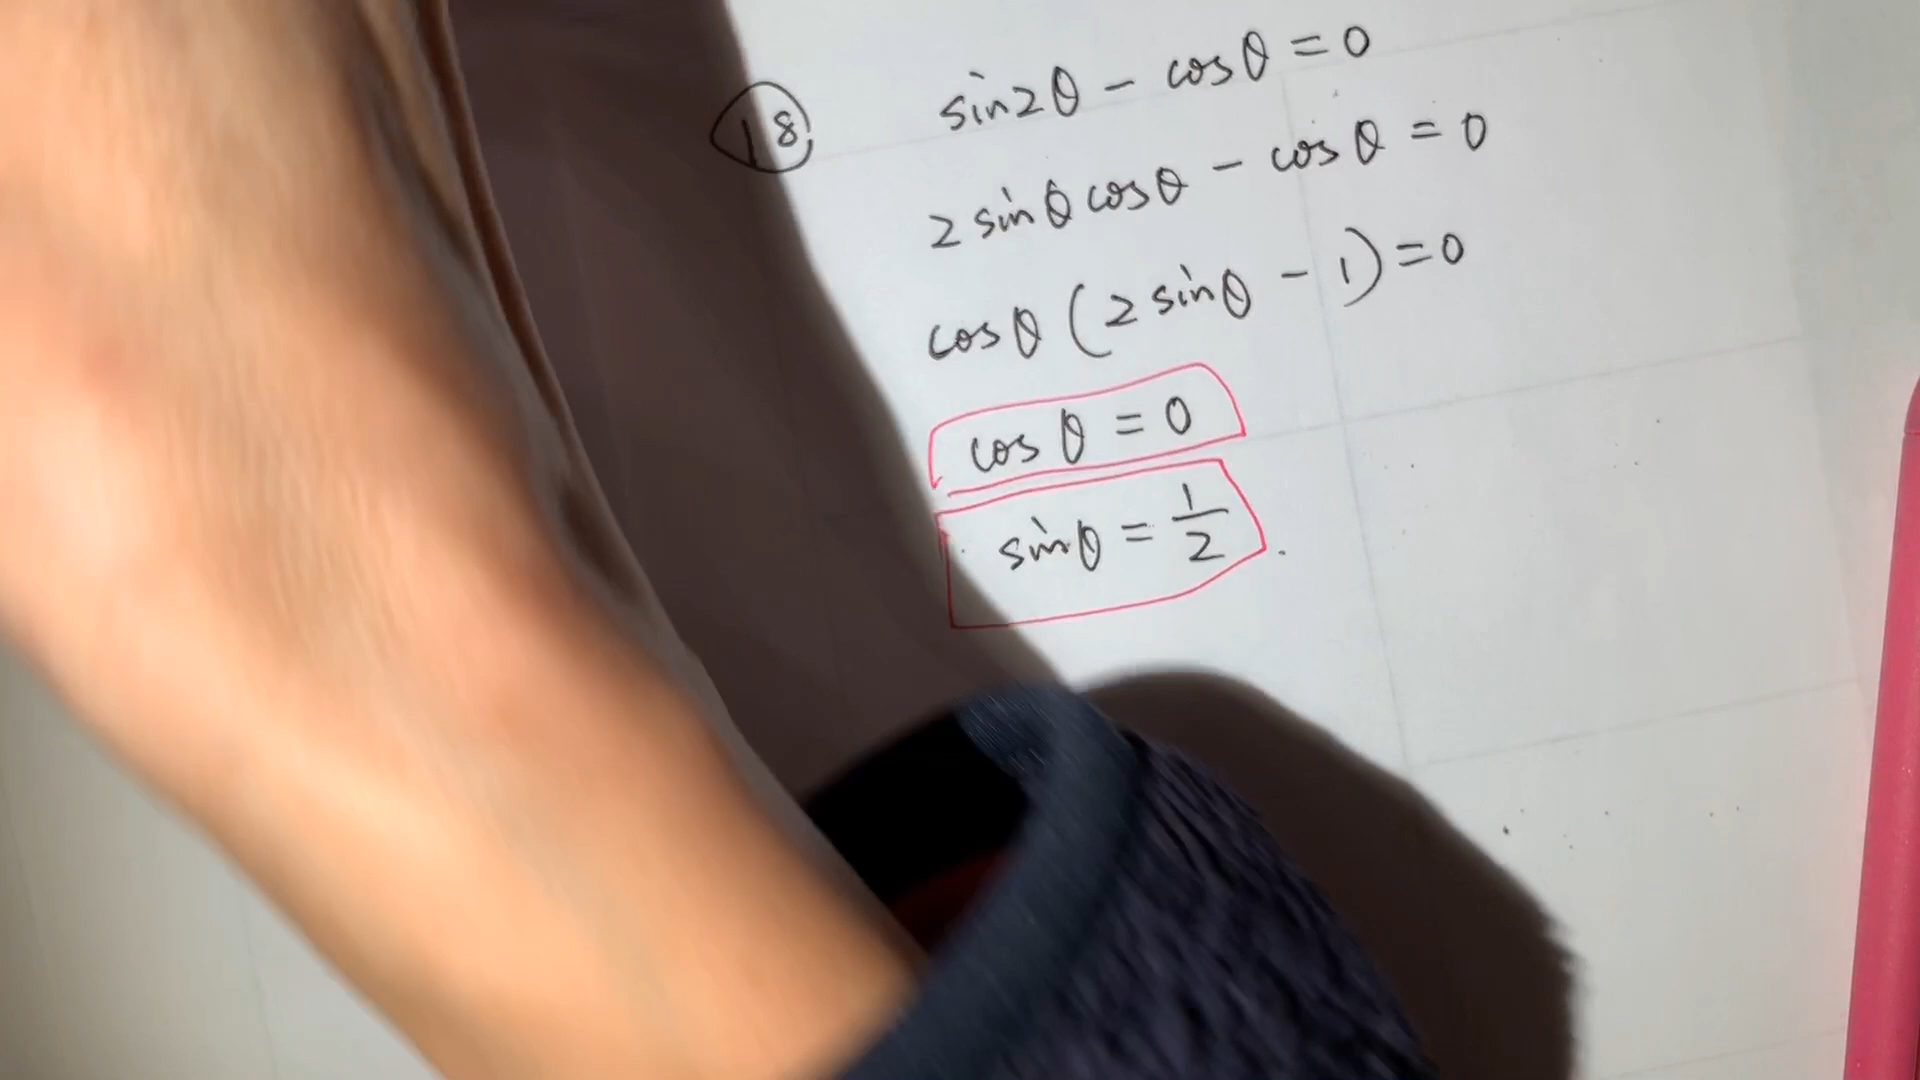 18 sin2θ - cosθ = 0
2 sinθ cosθ - cosθ = 0
cosθ (2 sinθ - 1) = 0
cosθ = 0
sinθ = 1/2